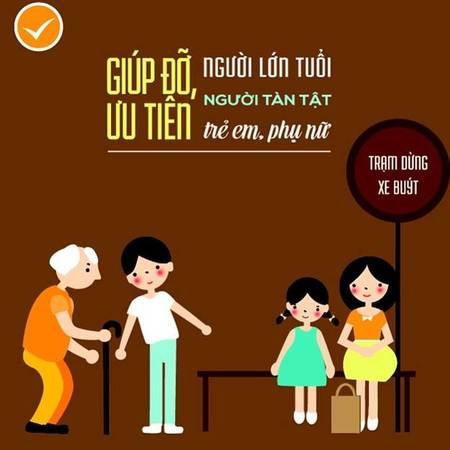 GIÚP ĐỠ,
ƯU TIÊN
NGƯỜI LỚN TUỔI
NGƯỜI TÀN TẬT
trẻ em, phụ nữ
TRẠM DỪNG
XE BUÝT